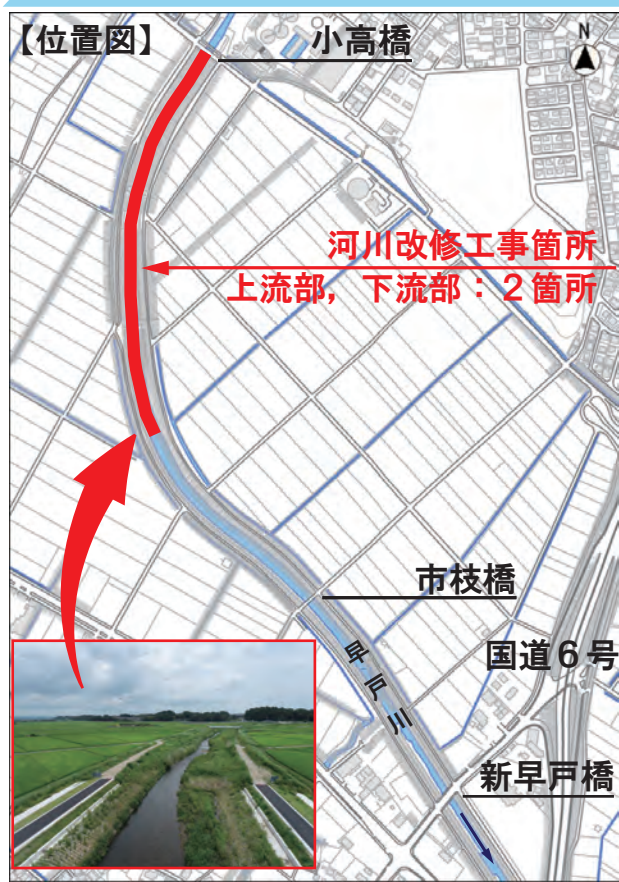 【位置図】
小高橋
N
河川改修工事箇所
上流部，下流部：２箇所
市枝橋
早戸川
国道６号
新早戸橋